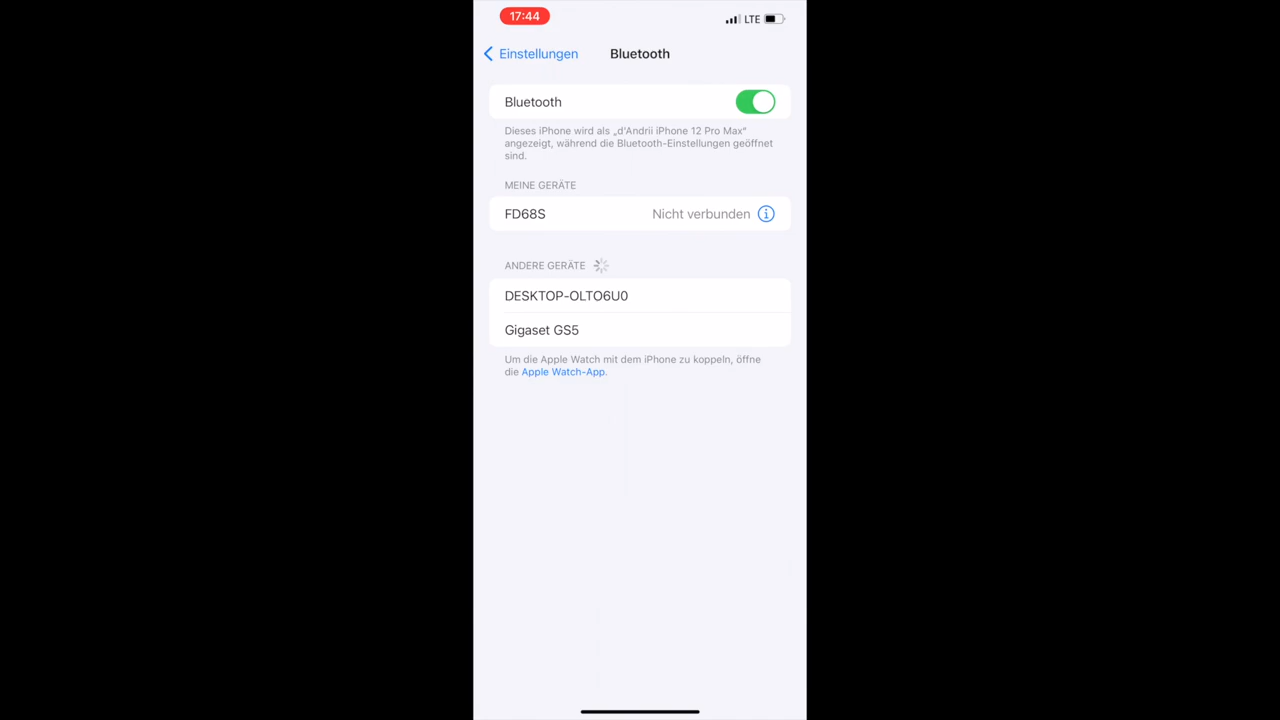 17:44
LTE
Einstellungen
Bluetooth
Bluetooth
Dieses iPhone wird als „d'Andrii iPhone 12 Pro Max“
angezeigt, während die Bluetooth-Einstellungen geöffnet
sind.
MEINE GERÄTE
FD68S Nicht verbunden
ANDERE GERÄTE
DESKTOP-OLTO6U0
Gigaset GS5
Um die Apple Watch mit dem iPhone zu koppeln, öffne
die Apple Watch-App.